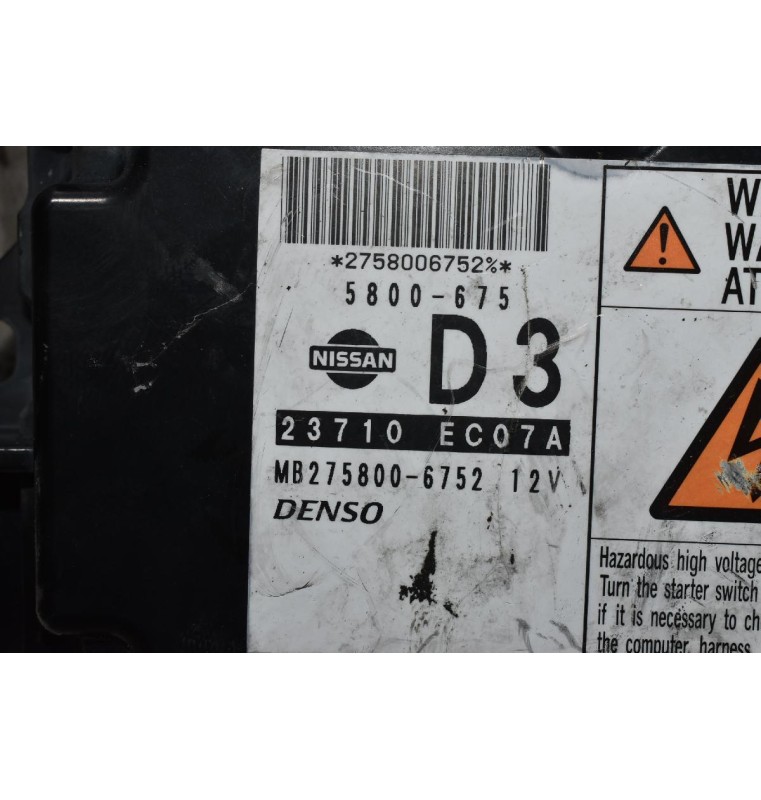 *2758006752%*
5800-675
NISSAN
D3
23710 EC07A
MB275800-6752 12V
DENSO
W
WA
AT
Hazardous high voltage
Turn the starter switch
if it is necessary to ch
the computer, harness